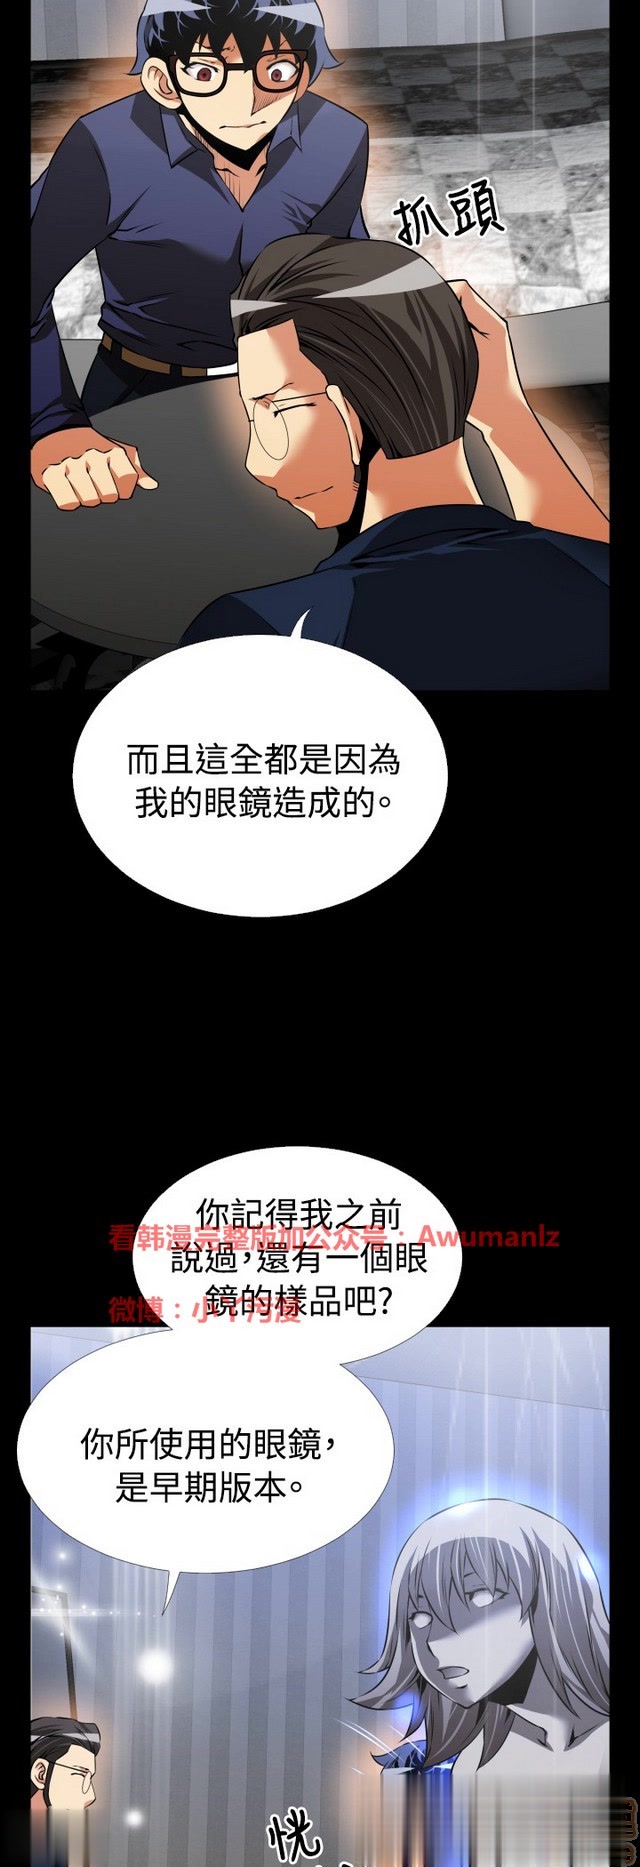 抓頭
而且這全都是因為
我的眼鏡造成的。
你記得我之前
看韩漫完整版加公众号：Awumanlz
說過，還有一個眼
鏡的樣品吧？
微博：小丫污漫
你所使用的眼鏡，
是早期版本。
恍